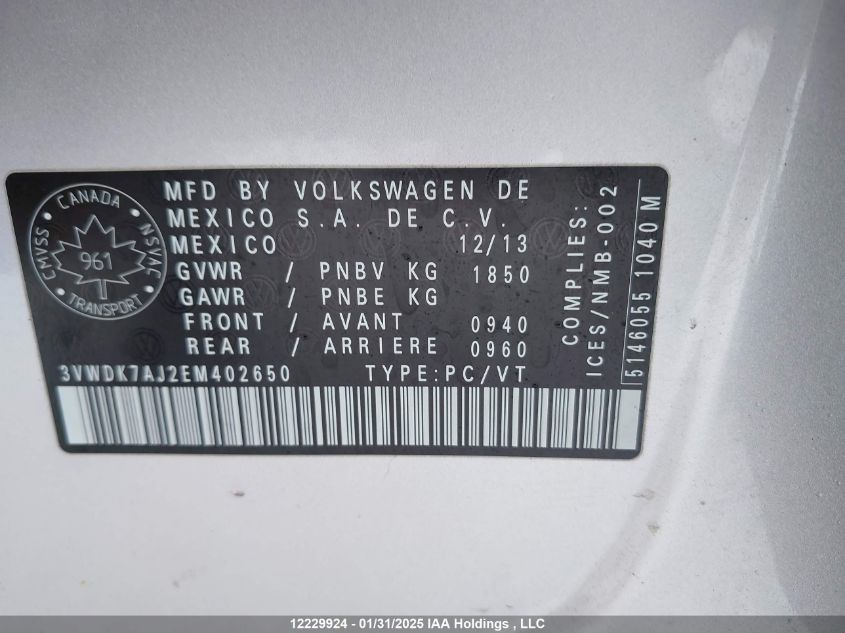 CANADA
CMVSS
NSVAC
961
TRANSPORT
MFD BY VOLKSWAGEN DE
MEXICO S.A. DE C.V.
MEXICO 12/13
GVWR / PNBV KG 1850
GAWR / PNBE KG
FRONT / AVANT 0940
REAR / ARRIERE 0960
3VWDK7AJ2EM402650 TYPE:PC/VT
COMPLIES:
ICES/NMB-002
5146055 1040 M
12229924 - 01/31/2025 IAA Holdings , LLC